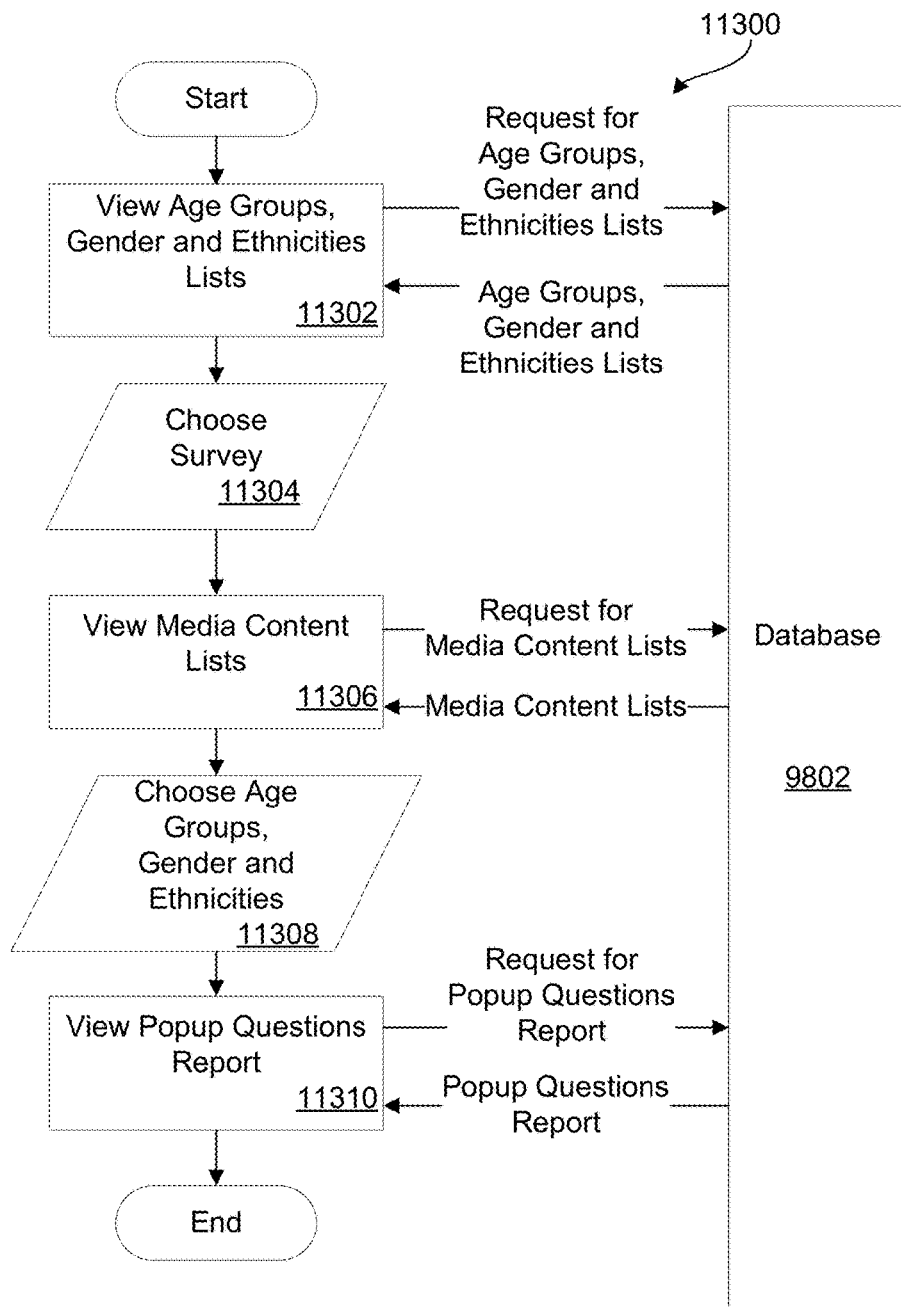 11300
Start
Request for
Age Groups,
Gender and
Ethnicities Lists
View Age Groups,
Gender and Ethnicities
Lists
11302
Age Groups,
Gender and
Ethnicities Lists
Choose
Survey
11304
View Media Content
Lists
11306
Request for
Media Content Lists
Media Content Lists
Database
9802
Choose Age
Groups,
Gender and
Ethnicities
11308
Request for
Popup Questions
Report
View Popup Questions
Report
11310
Popup Questions
Report
End